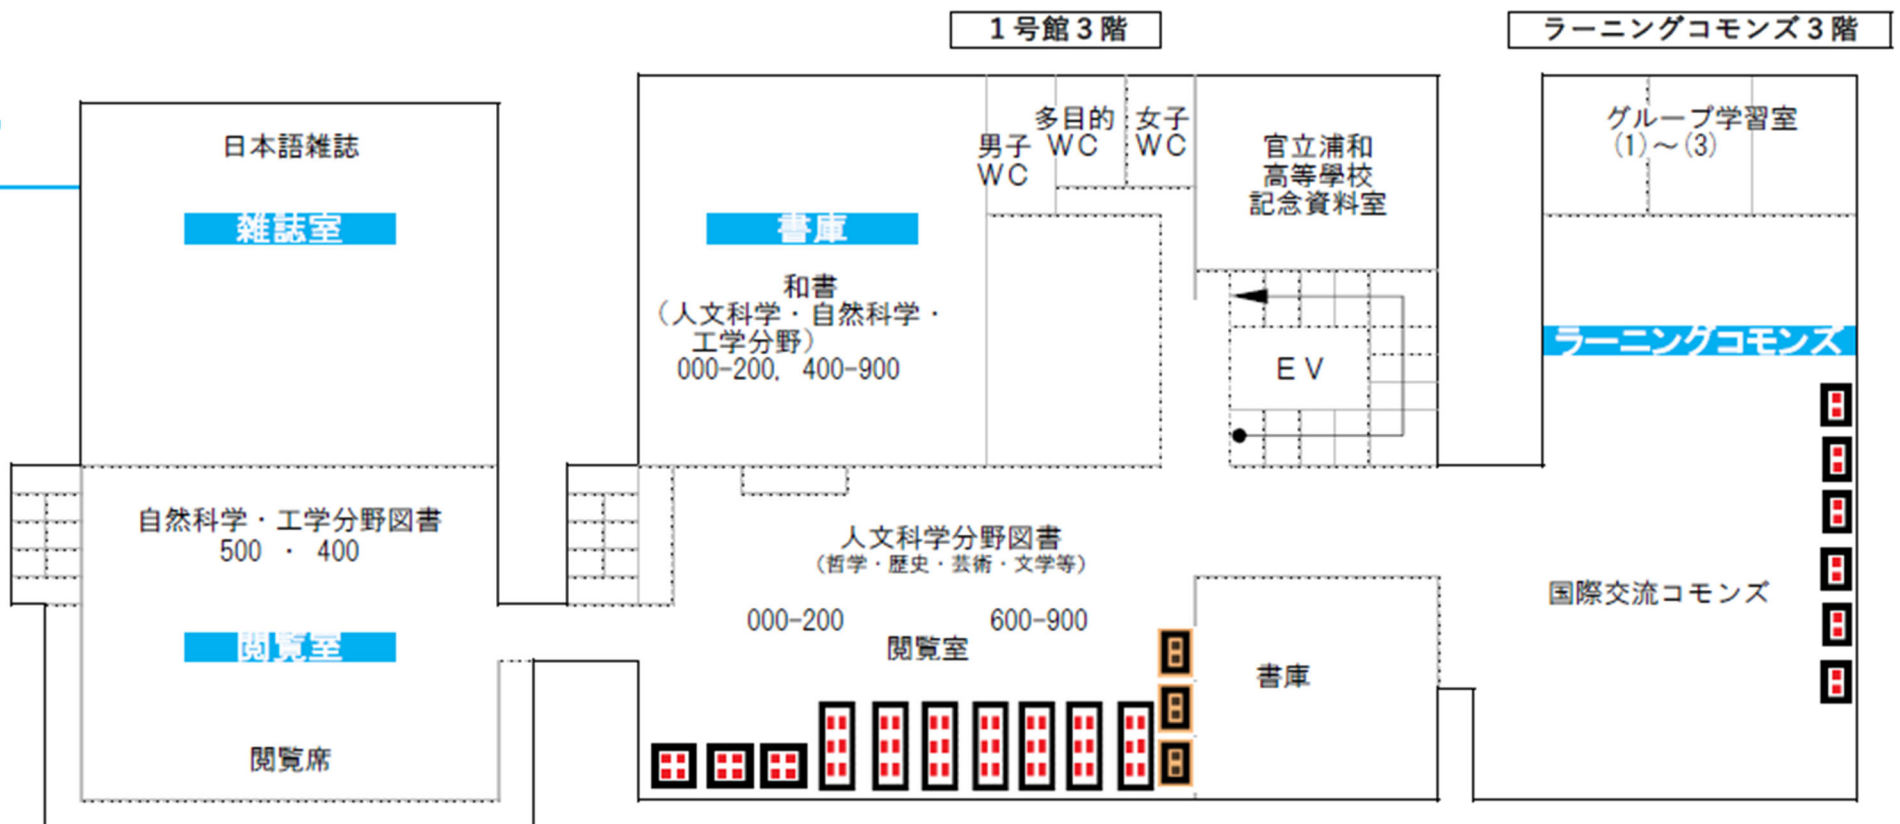 1号館3階
ラーニングコモンズ3階
日本語雑誌
雑誌室
自然科学・工学分野図書
500 ・ 400
閲覧室
閲覧席
書庫
和書
(人文科学・自然科学・
工学分野)
000-200, 400-900
男子
WC
多目的
WC
女子
WC
官立浦和
高等學校
記念資料室
EV
人文科学分野図書
(哲学・歴史・芸術・文学等)
000-200 600-900
閲覧室
書庫
グループ学習室
(1)～(3)
ラーニングコモンズ
国際交流コモンズ